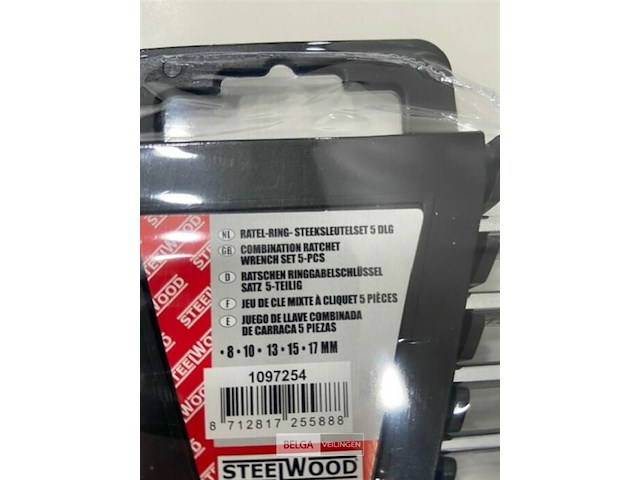 NL RATEL-RING- STEEKSLEUTELSET 5 DLG
GB COMBINATION RATCHET
WRENCH SET 5-PCS
D RATSCHEN RINGGABELSCHLÜSSEL
SATZ 5-TEILIG
F JEU DE CLE MIXTE À CLIQUET 5 PIÈCES
E JUEGO DE LLAVE COMBINADA
DE CARRACA 5 PIEZAS
• 8 • 10 • 13 • 15 • 17 MM
1097254
8 712817 255888
BELGA VEILINGEN
STEELWOOD
STEELWOOD
STEELWOOD